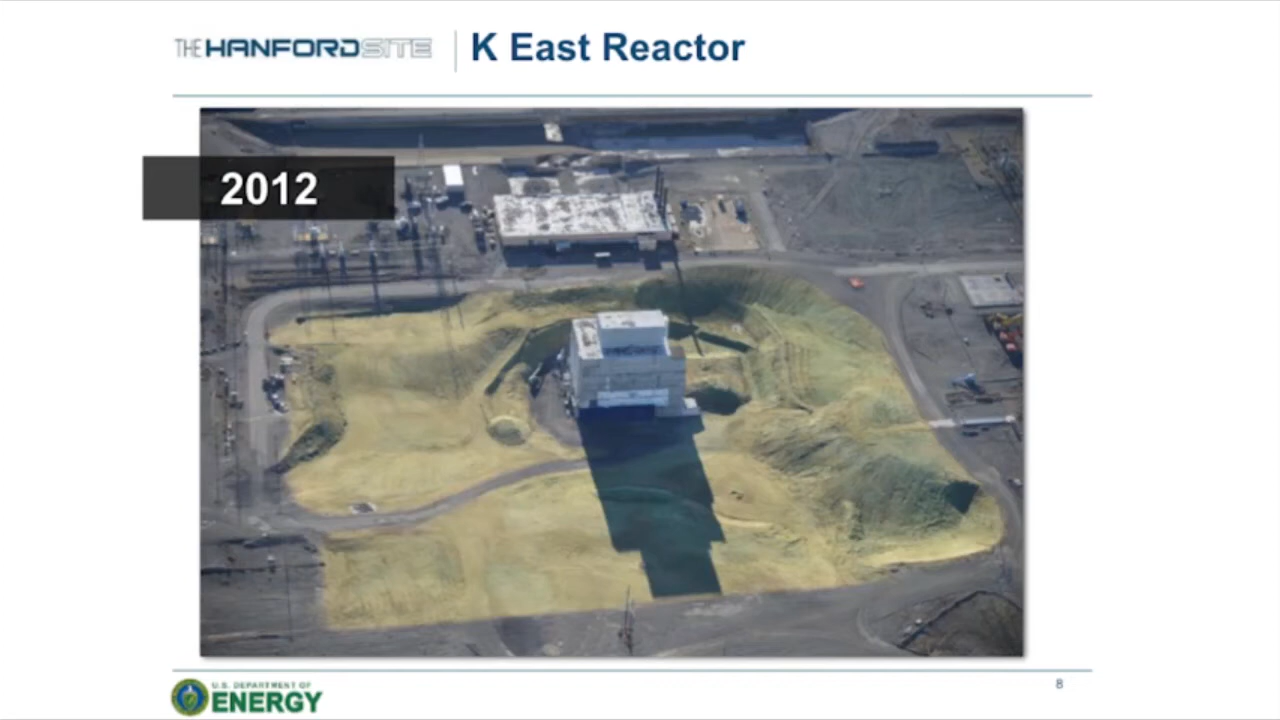 THE HANFORD SITE
K East Reactor
2012
8
U.S. DEPARTMENT OF
ENERGY